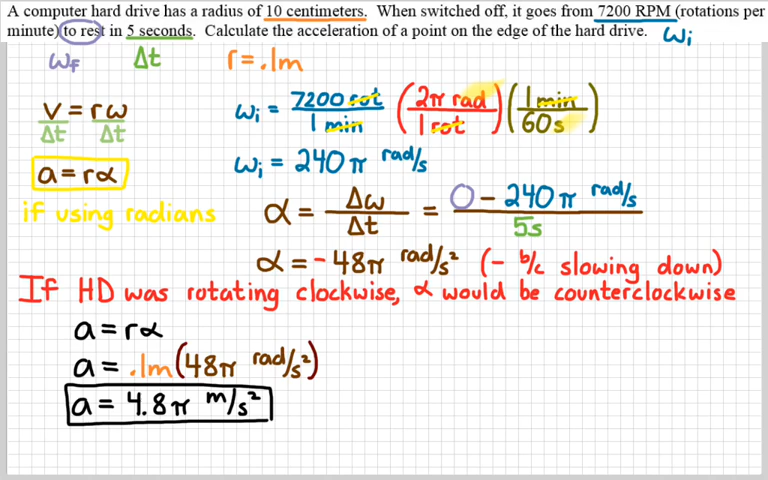 A computer hard drive has a radius of 10 centimeters. When switched off, it goes from 7200 RPM (rotations per
minute) to rest in 5 seconds. Calculate the acceleration of a point on the edge of the hard drive. ωi
ωF Δt r = .1m
v = rω
Δt Δt
ωi = 7200 rot / 1 min (2π rad / 1 rot) (1 min / 60 s)
a = rα
ωi = 240π rad/s
if using radians
α = Δω / Δt = 0 - 240π rad/s / 5s
α = - 48π rad/s² (- b/c slowing down)
If HD was rotating clockwise, α would be counterclockwise
a = rα
a = .1m (48π rad/s²)
a = 4.8π m/s²